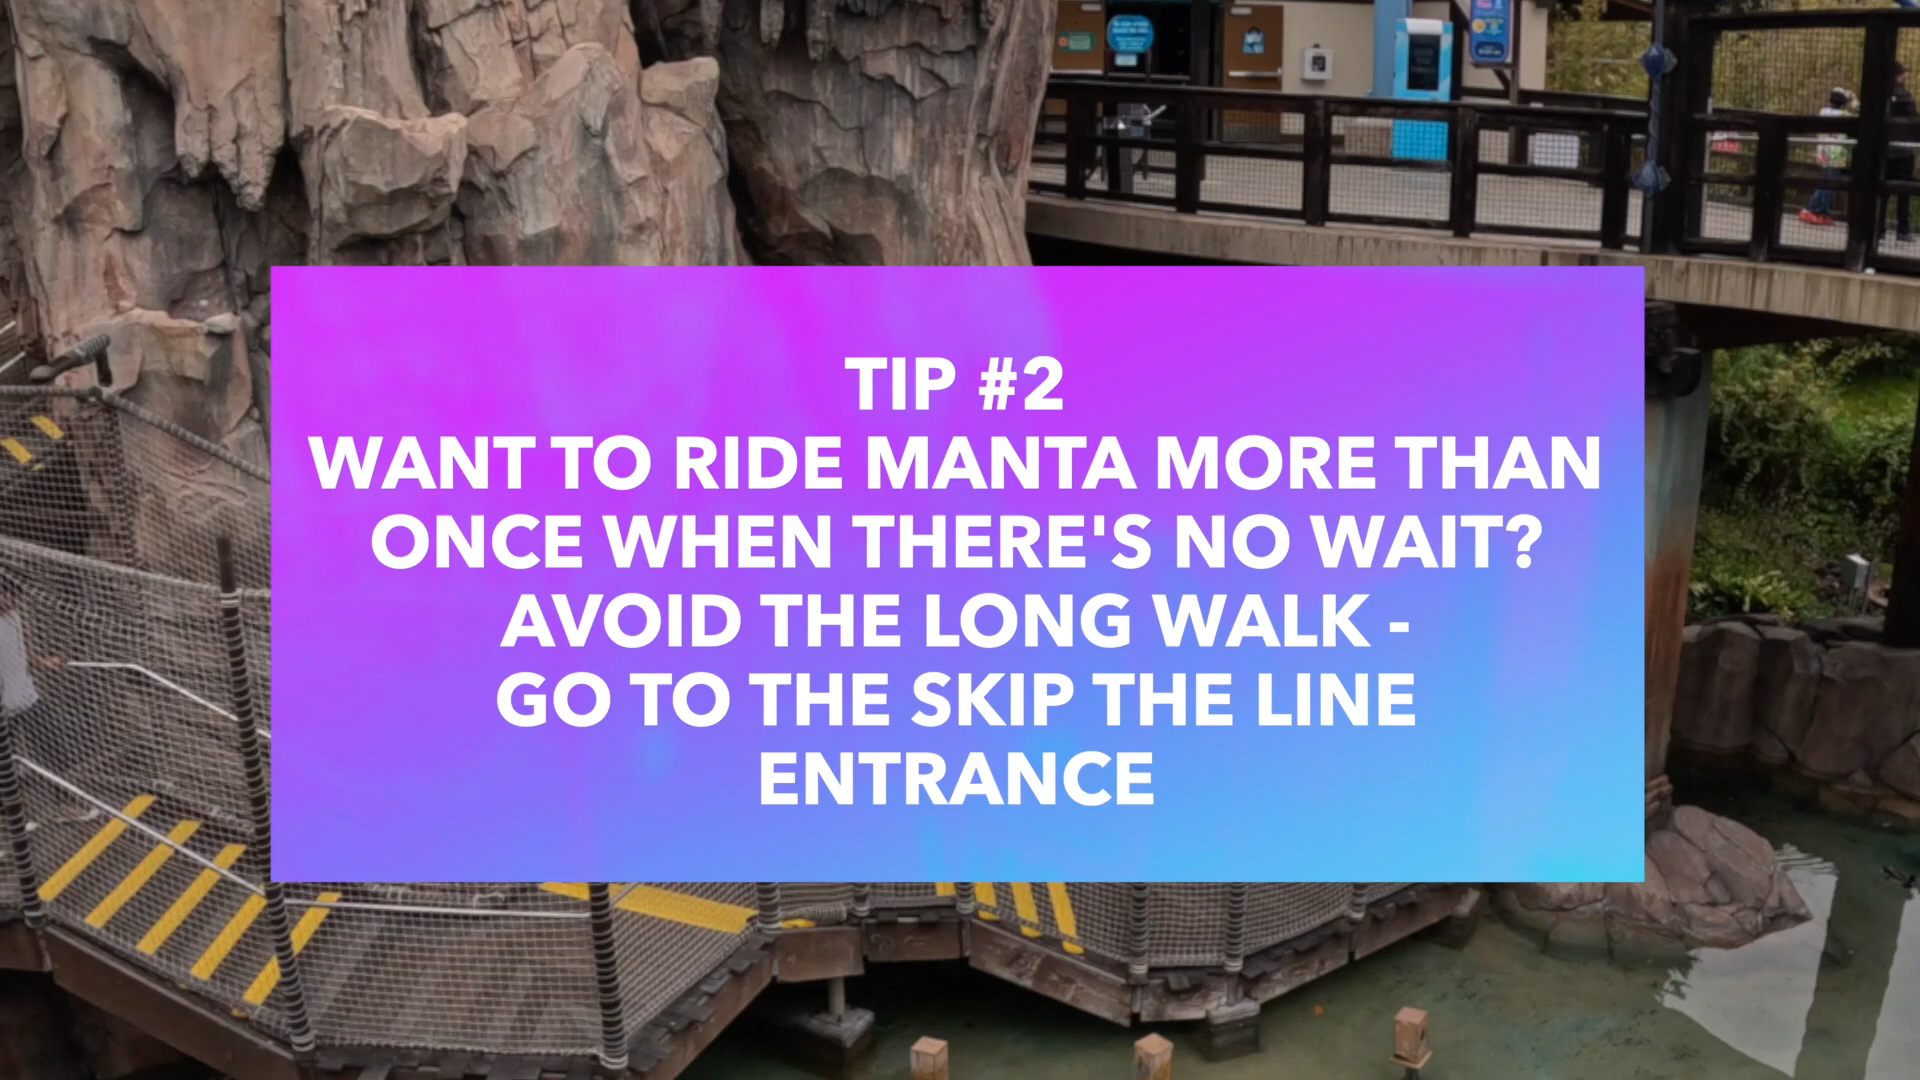 TIP #2
WANT TO RIDE MANTA MORE THAN
ONCE WHEN THERE'S NO WAIT?
AVOID THE LONG WALK -
GO TO THE SKIP THE LINE
ENTRANCE